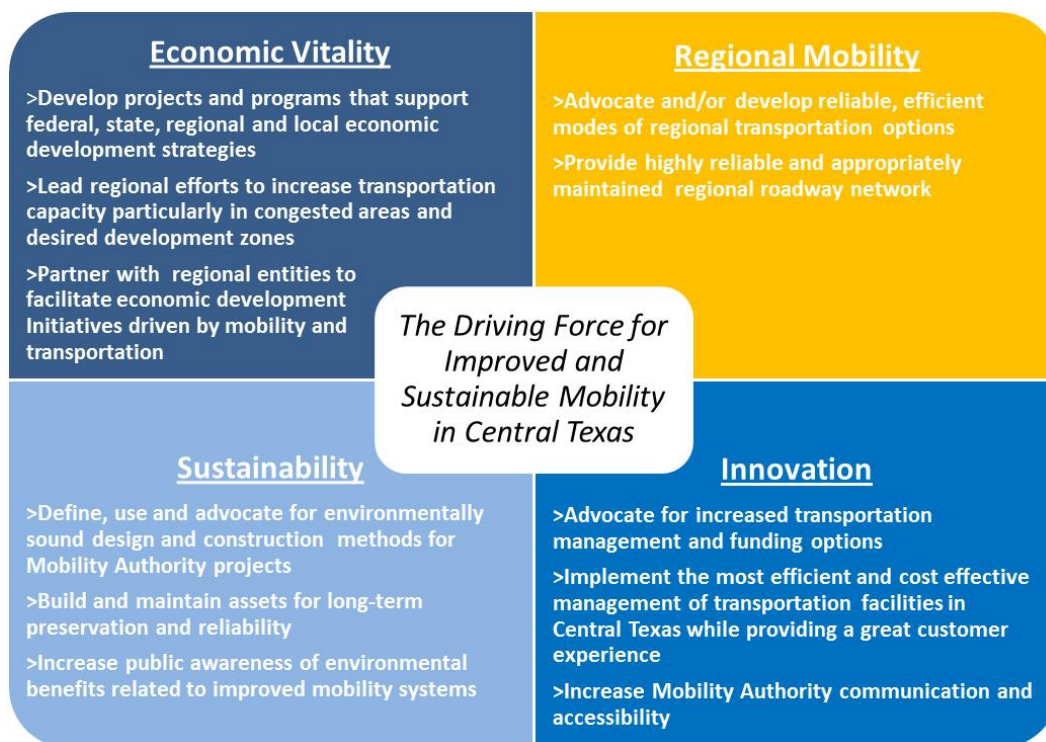 Economic Vitality
>Develop projects and programs that support
federal, state, regional and local economic
development strategies
>Lead regional efforts to increase transportation
capacity particularly in congested areas and
desired development zones
>Partner with regional entities to
facilitate economic development
Initiatives driven by mobility and
transportation
Regional Mobility
>Advocate and/or develop reliable, efficient
modes of regional transportation options
>Provide highly reliable and appropriately
maintained regional roadway network
The Driving Force for
Improved and
Sustainable Mobility
in Central Texas
Sustainability
>Define, use and advocate for environmentally
sound design and construction methods for
Mobility Authority projects
>Build and maintain assets for long-term
preservation and reliability
>Increase public awareness of environmental
benefits related to improved mobility systems
Innovation
>Advocate for increased transportation
management and funding options
>Implement the most efficient and cost effective
management of transportation facilities in
Central Texas while providing a great customer
experience
>Increase Mobility Authority communication and
accessibility